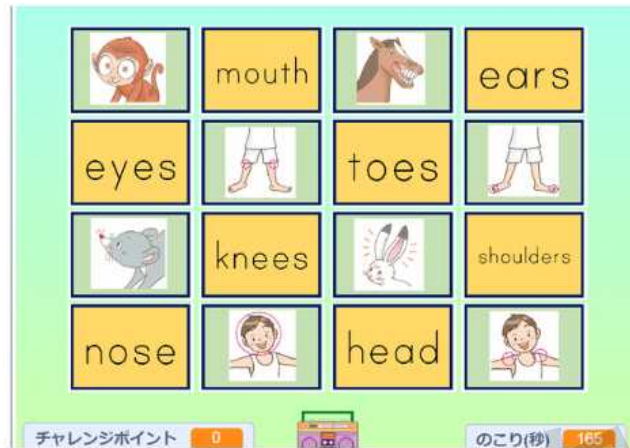 mouth ears
eyes toes
knees shoulders
nose head
チャレンジポイント 0 のこり(秒) 165